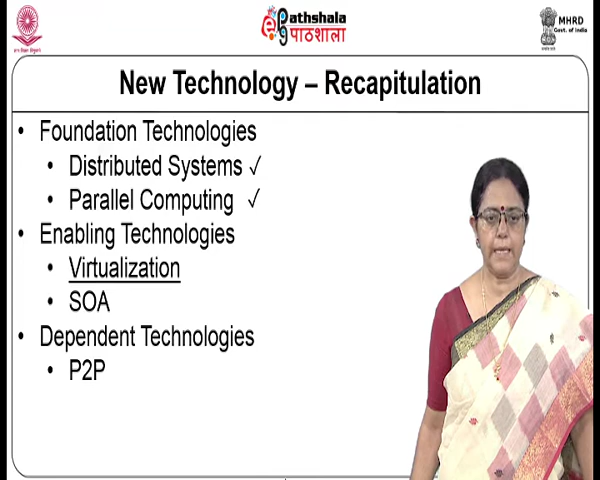 Pathshala
पाठशाला
MHRD
Govt. of India
New Technology – Recapitulation
• Foundation Technologies
• Distributed Systems ✓
• Parallel Computing ✓
• Enabling Technologies
• Virtualization
• SOA
• Dependent Technologies
• P2P